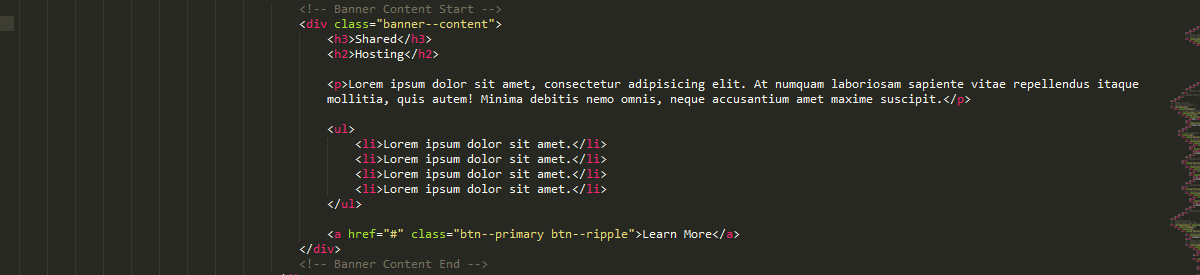 <!-- Banner Content Start -->
<div class="banner--content">
<h3>Shared</h3>
<h2>Hosting</h2>
<p>Lorem ipsum dolor sit amet, consectetur adipisicing elit. At numquam laboriosam sapiente vitae repellendus itaque
mollitia, quis autem! Minima debitis nemo omnis, neque accusantium amet maxime suscipit.</p>
<ul>
<li>Lorem ipsum dolor sit amet.</li>
<li>Lorem ipsum dolor sit amet.</li>
<li>Lorem ipsum dolor sit amet.</li>
<li>Lorem ipsum dolor sit amet.</li>
</ul>
<a href="#" class="btn--primary btn--ripple">Learn More</a>
</div>
<!-- Banner Content End -->